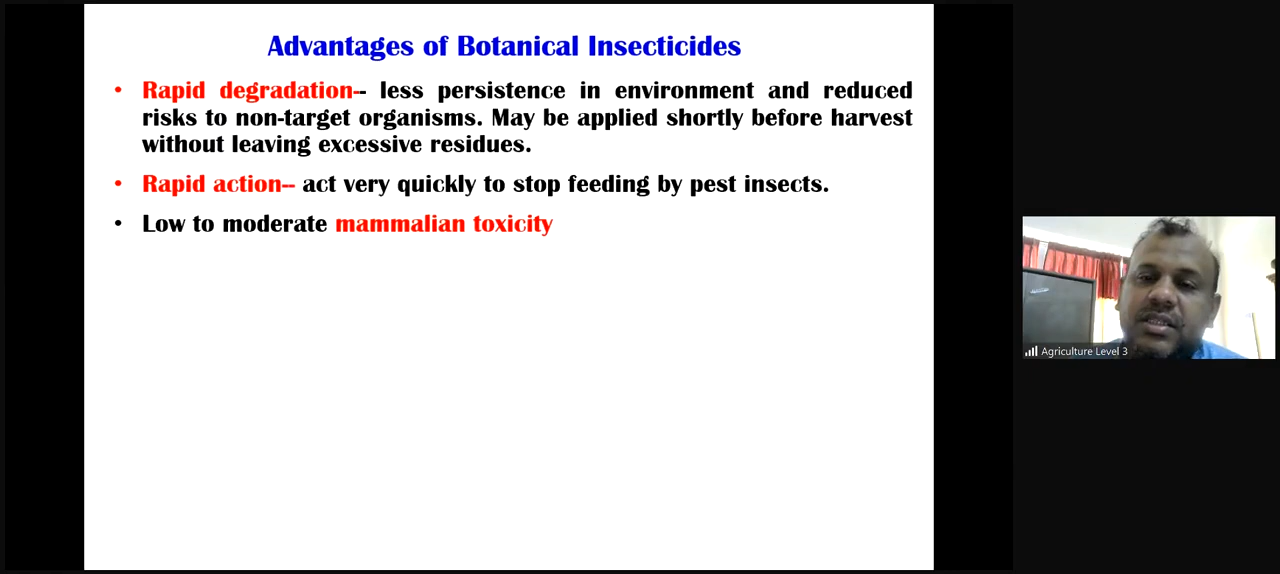 Advantages of Botanical Insecticides
• Rapid degradation-- less persistence in environment and reduced
risks to non-target organisms. May be applied shortly before harvest
without leaving excessive residues.
• Rapid action-- act very quickly to stop feeding by pest insects.
• Low to moderate mammalian toxicity
Agriculture Level 3